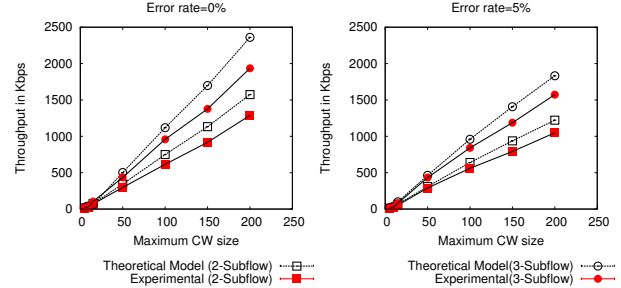 Error rate=0%
Error rate=5%
Throughput in Kbps
2500
2000
1500
1000
500
0
0 50 100 150 200 250
Maximum CW size
Throughput in Kbps
2500
2000
1500
1000
500
0
0 50 100 150 200 250
Maximum CW size
Theoretical Model (2-Subflow)
Experimental (2-Subflow)
Theoretical Model(3-Subflow)
Experimental(3-Subflow)